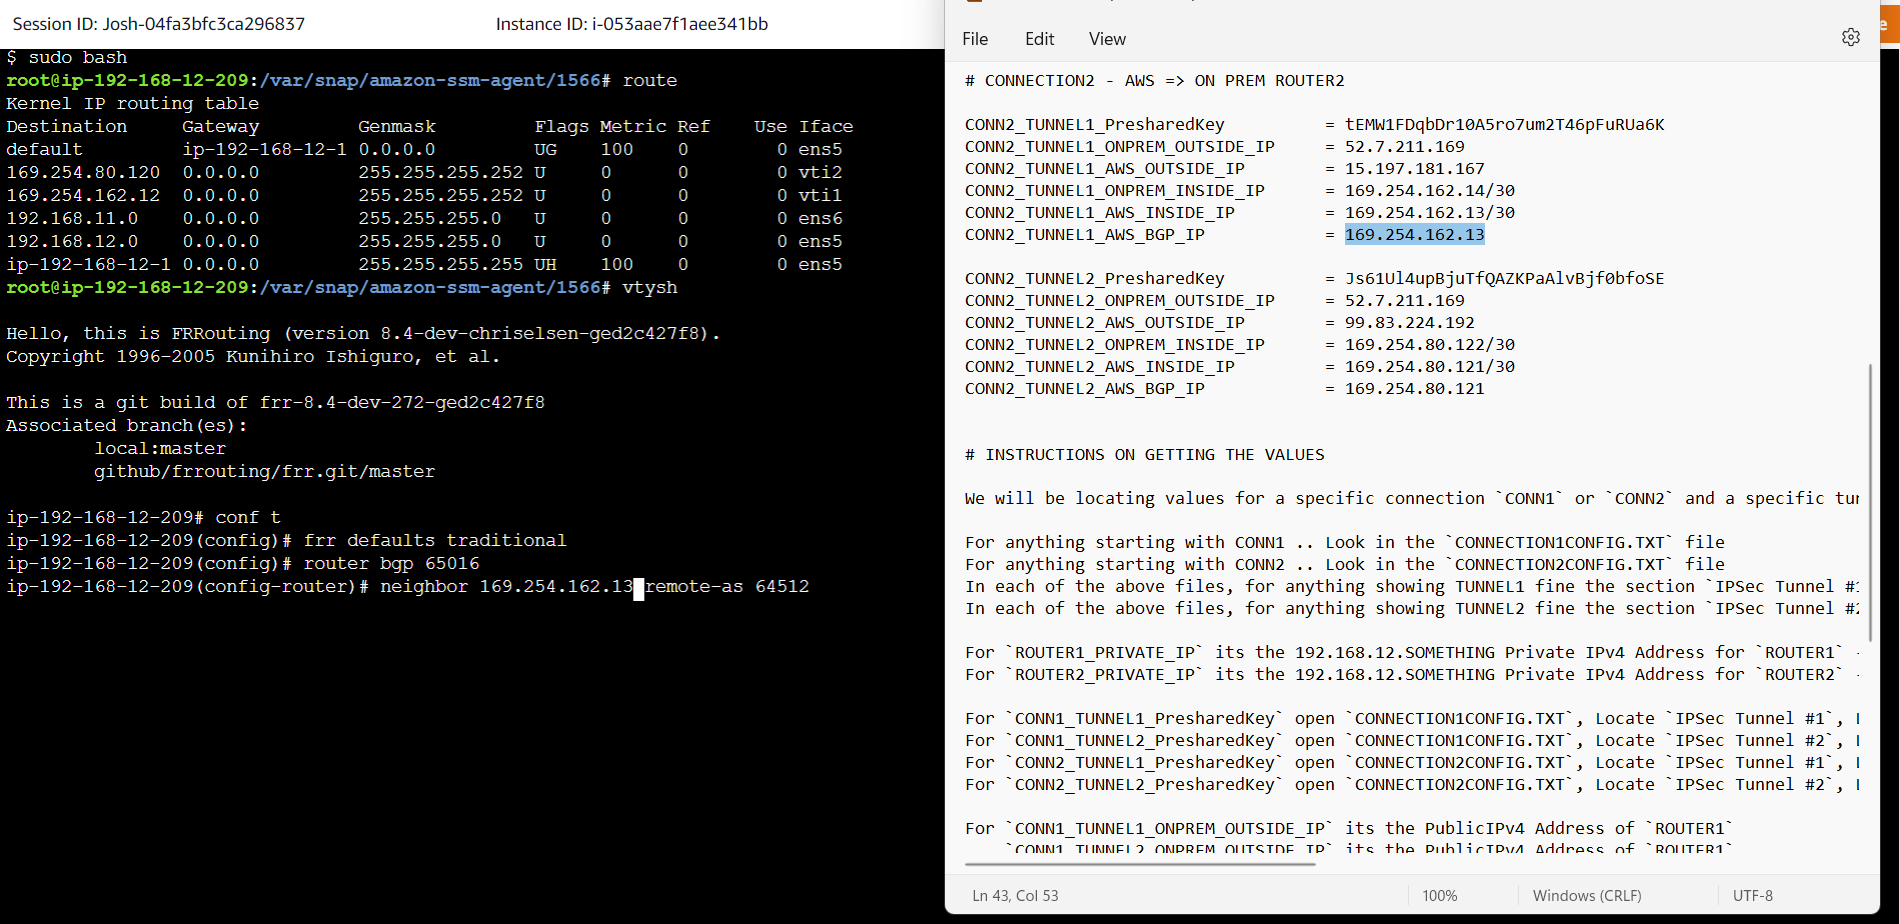 Session ID: Josh-04fa3bfc3ca296837
Instance ID: i-053aae7f1aee341bb
$ sudo bash
root@ip-192-168-12-209:/var/snap/amazon-ssm-agent/1566# route
Kernel IP routing table
Destination Gateway Genmask Flags Metric Ref Use Iface
default ip-192-168-12-1 0.0.0.0 UG 100 0 0 ens5
169.254.80.120 0.0.0.0 255.255.255.252 U 0 0 0 vti2
169.254.162.12 0.0.0.0 255.255.255.252 U 0 0 0 vti1
192.168.11.0 0.0.0.0 255.255.255.0 U 0 0 0 ens6
192.168.12.0 0.0.0.0 255.255.255.0 U 0 0 0 ens5
ip-192-168-12-1 0.0.0.0 255.255.255.255 UH 100 0 0 ens5
root@ip-192-168-12-209:/var/snap/amazon-ssm-agent/1566# vtysh
Hello, this is FRRouting (version 8.4-dev-chriselsen-ged2c427f8).
Copyright 1996-2005 Kunihiro Ishiguro, et al.
This is a git build of frr-8.4-dev-272-ged2c427f8
Associated branch(es):
local:master
github/frrouting/frr.git/master
ip-192-168-12-209# conf t
ip-192-168-12-209(config)# frr defaults traditional
ip-192-168-12-209(config)# router bgp 65016
ip-192-168-12-209(config-router)# neighbor 169.254.162.13 remote-as 64512
File Edit View
# CONNECTION2 - AWS => ON PREM ROUTER2
CONN2_TUNNEL1_PresharedKey = tEMW1FDqbDr10A5ro7um2T46pFuRUa6K
CONN2_TUNNEL1_ONPREM_OUTSIDE_IP = 52.7.211.169
CONN2_TUNNEL1_AWS_OUTSIDE_IP = 15.197.181.167
CONN2_TUNNEL1_ONPREM_INSIDE_IP = 169.254.162.14/30
CONN2_TUNNEL1_AWS_INSIDE_IP = 169.254.162.13/30
CONN2_TUNNEL1_AWS_BGP_IP = 169.254.162.13
CONN2_TUNNEL2_PresharedKey = Js61Ul4upBjuTfQAZKPaAlvBjf0bfoSE
CONN2_TUNNEL2_ONPREM_OUTSIDE_IP = 52.7.211.169
CONN2_TUNNEL2_AWS_OUTSIDE_IP = 99.83.224.192
CONN2_TUNNEL2_ONPREM_INSIDE_IP = 169.254.80.122/30
CONN2_TUNNEL2_AWS_INSIDE_IP = 169.254.80.121/30
CONN2_TUNNEL2_AWS_BGP_IP = 169.254.80.121
# INSTRUCTIONS ON GETTING THE VALUES
We will be locating values for a specific connection `CONN1` or `CONN2` and a specific
For anything starting with CONN1 .. Look in the `CONNECTION1CONFIG.TXT` file
For anything starting with CONN2 .. Look in the `CONNECTION2CONFIG.TXT` file
In each of the above files, for anything showing TUNNEL1 fine the section `IPSec Tunnel #1
In each of the above files, for anything showing TUNNEL2 fine the section `IPSec Tunnel #2
For `ROUTER1_PRIVATE_IP` its the 192.168.12.SOMETHING Private IPv4 Address for `ROUTER1` -
For `ROUTER2_PRIVATE_IP` its the 192.168.12.SOMETHING Private IPv4 Address for `ROUTER2` -
For `CONN1_TUNNEL1_PresharedKey` open `CONNECTION1CONFIG.TXT`, Locate `IPSec Tunnel #1`,
For `CONN1_TUNNEL2_PresharedKey` open `CONNECTION1CONFIG.TXT`, Locate `IPSec Tunnel #2`,
For `CONN2_TUNNEL1_PresharedKey` open `CONNECTION2CONFIG.TXT`, Locate `IPSec Tunnel #1`,
For `CONN2_TUNNEL2_PresharedKey` open `CONNECTION2CONFIG.TXT`, Locate `IPSec Tunnel #2`,
For `CONN1_TUNNEL1_ONPREM_OUTSIDE_IP` its the PublicIPv4 Address of `ROUTER1`
`CONN1_TUNNEL2_ONPREM_OUTSIDE_IP` its the PublicIPv4 Address of `ROUTER1`
Ln 43, Col 53 100% Windows (CRLF) UTF-8